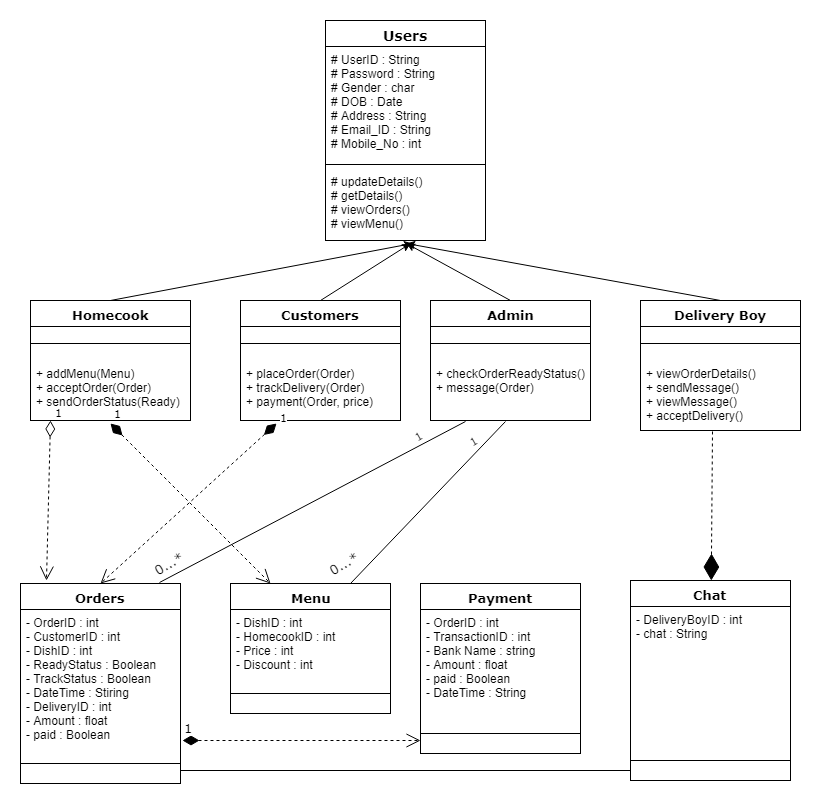 Users
# UserID : String
# Password : String
# Gender : char
# DOB : Date
# Address : String
# Email_ID : String
# Mobile_No : int
# updateDetails()
# getDetails()
# viewOrders()
# viewMenu()
Homecook
+ addMenu(Menu)
+ acceptOrder(Order)
+ sendOrderStatus(Ready)
Customers
+ placeOrder(Order)
+ trackDelivery(Order)
+ payment(Order, price)
Admin
+ checkOrderReadyStatus()
+ message(Order)
Delivery Boy
+ viewOrderDetails()
+ sendMessage()
+ viewMessage()
+ acceptDelivery()
1
1
1
1
1
0...*
0...*
Orders
- OrderID : int
- CustomerID : int
- DishID : int
- ReadyStatus : Boolean
- TrackStatus : Boolean
- DateTime : Stiring
- DeliveryID : int
- Amount : float
- paid : Boolean
Menu
- DishID : int
- HomecookID : int
- Price : int
- Discount : int
Payment
- OrderID : int
- TransactionID : int
- Bank Name : string
- Amount : float
- paid : Boolean
- DateTime : String
Chat
- DeliveryBoyID : int
- chat : String
1